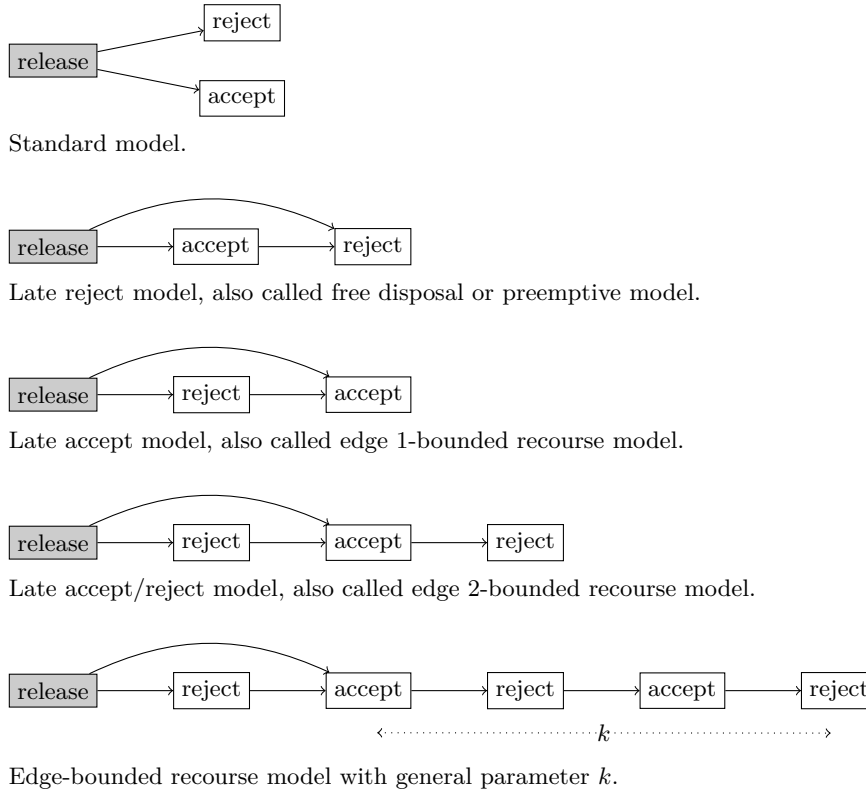 reject
release
accept
Standard model.
release accept reject
Late reject model, also called free disposal or preemptive model.
release reject accept
Late accept model, also called edge 1-bounded recourse model.
release reject accept reject
Late accept/reject model, also called edge 2-bounded recourse model.
release reject accept reject accept reject
k
Edge-bounded recourse model with general parameter k.